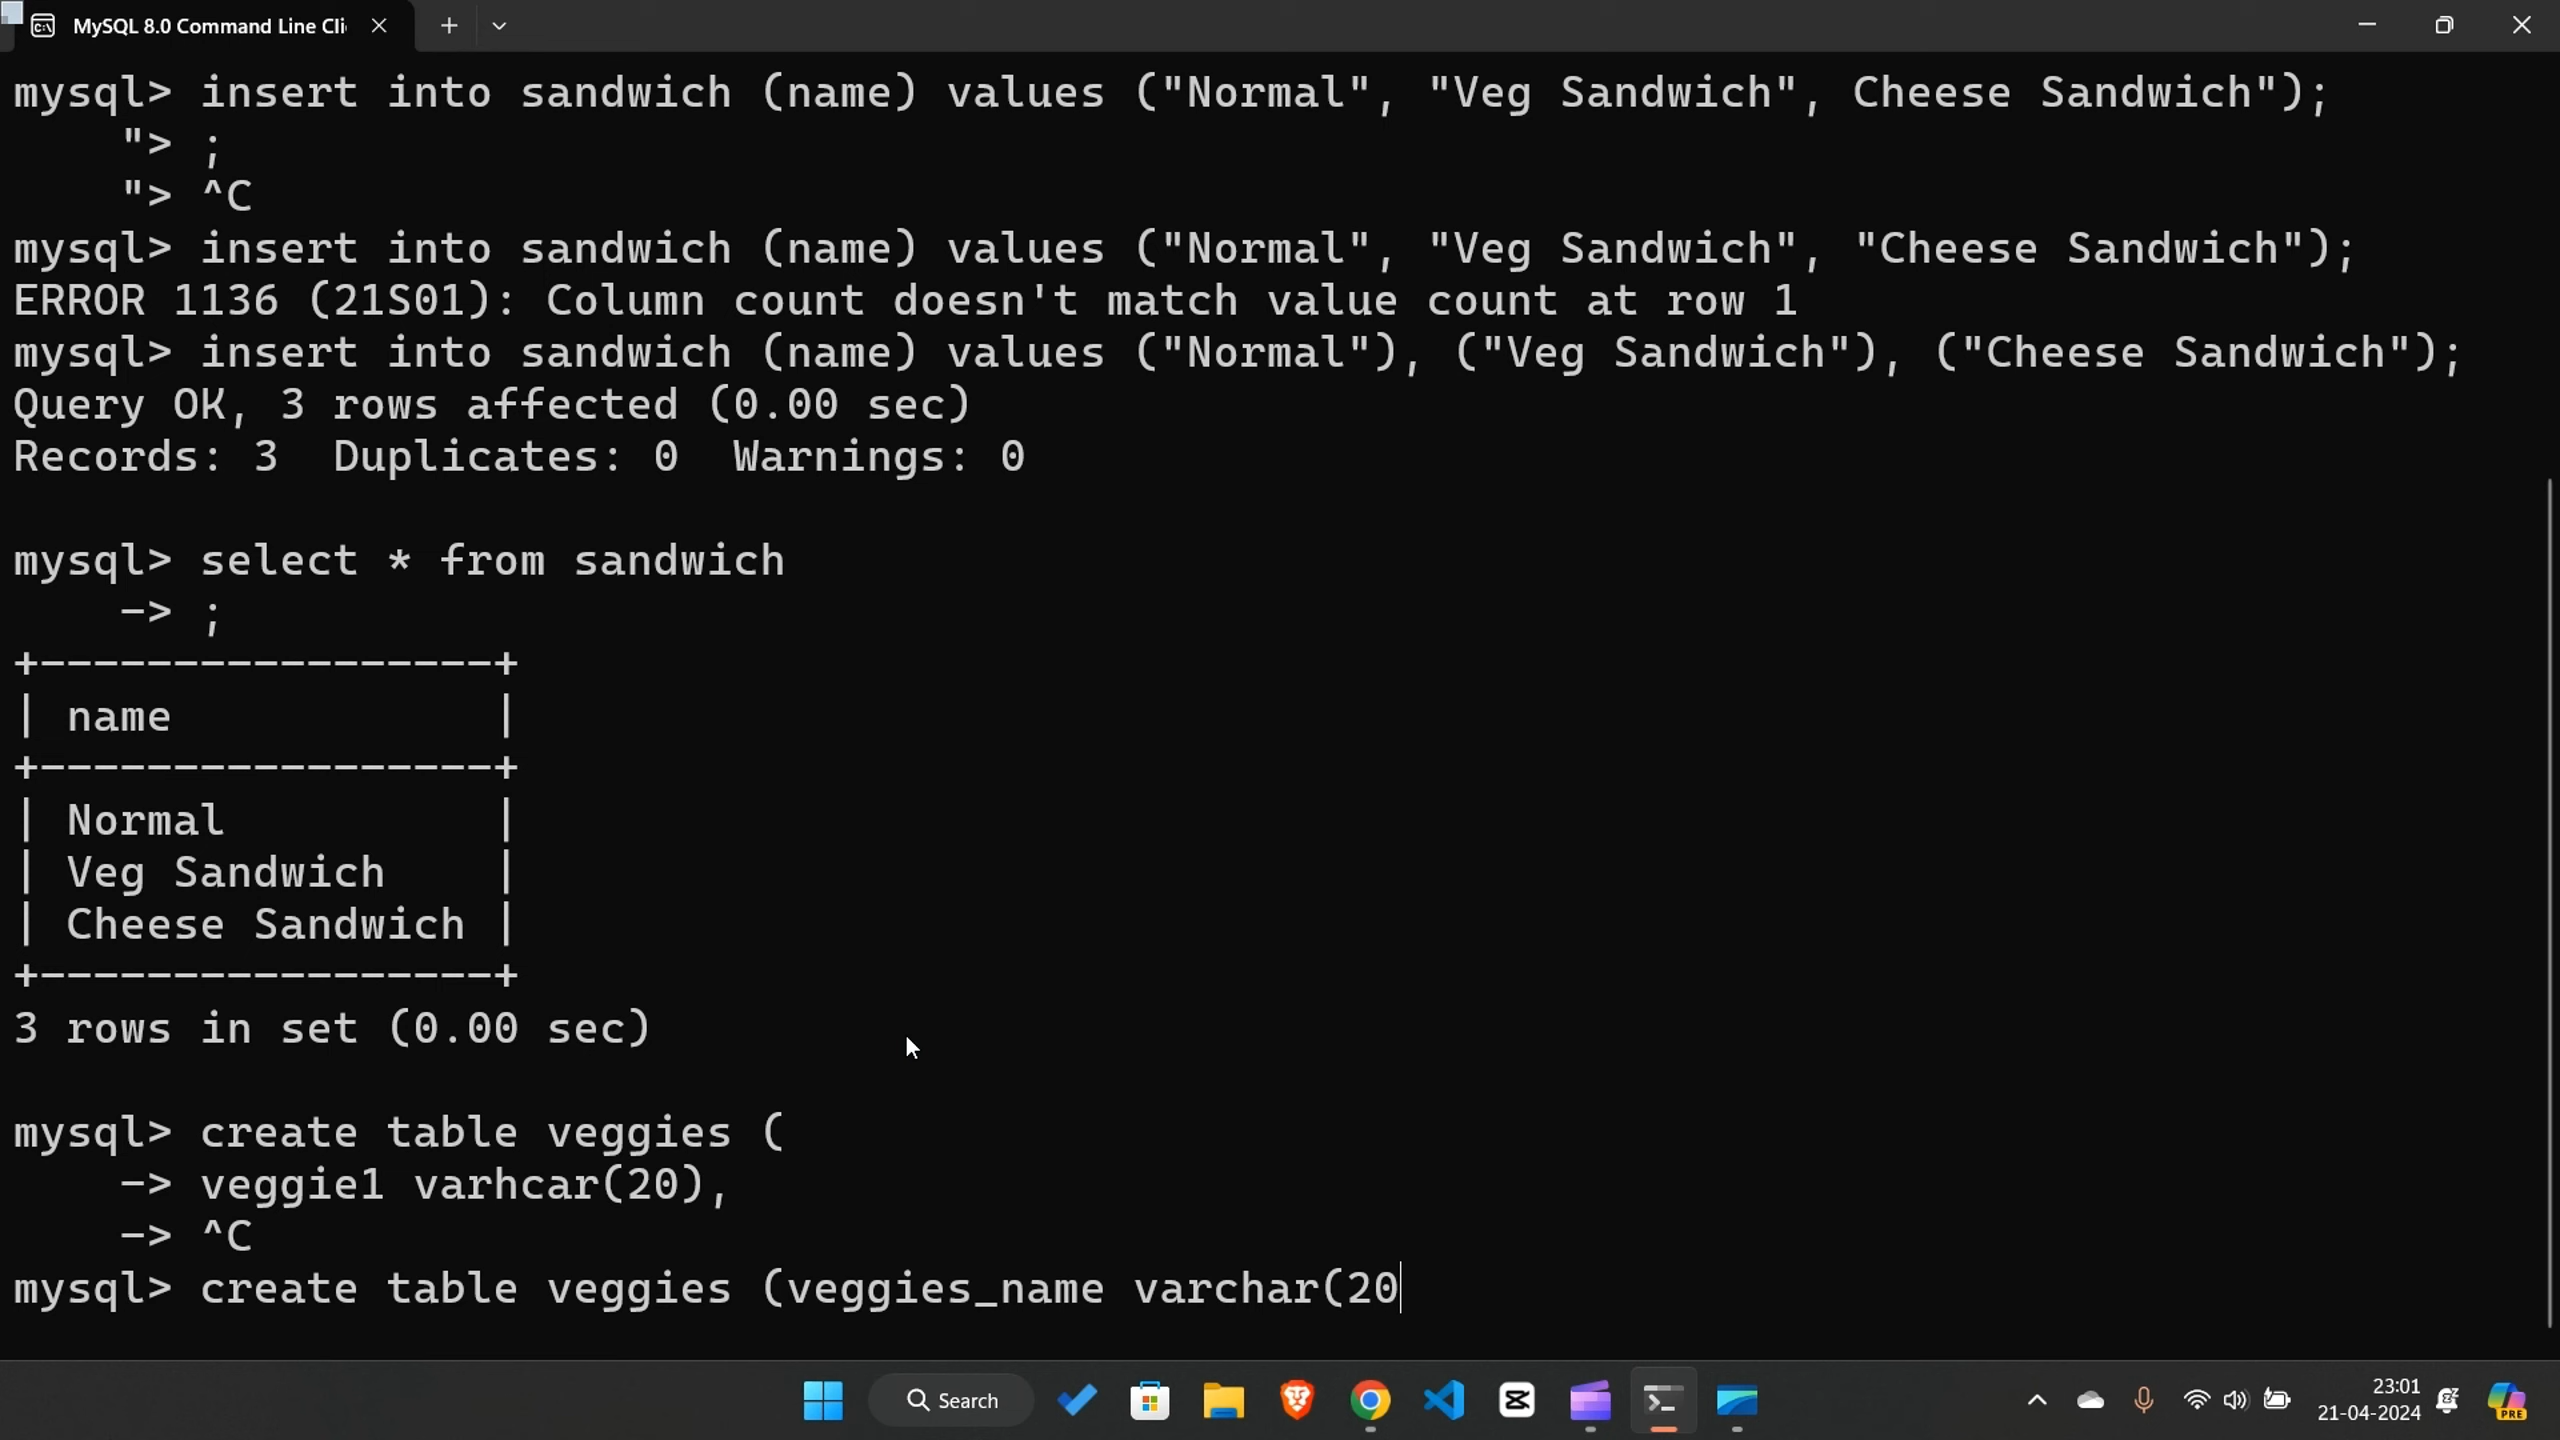 MySQL 8.0 Command Line Cli
mysql> insert into sandwich (name) values ("Normal", "Veg Sandwich", Cheese Sandwich");
"> ;
"> ^C
mysql> insert into sandwich (name) values ("Normal", "Veg Sandwich", "Cheese Sandwich");
ERROR 1136 (21S01): Column count doesn't match value count at row 1
mysql> insert into sandwich (name) values ("Normal"), ("Veg Sandwich"), ("Cheese Sandwich");
Query OK, 3 rows affected (0.00 sec)
Records: 3  Duplicates: 0  Warnings: 0
mysql> select * from sandwich
-> ;
+-----------------+
| name            |
+-----------------+
| Normal          |
| Veg Sandwich    |
| Cheese Sandwich |
+-----------------+
3 rows in set (0.00 sec)
mysql> create table veggies (
-> veggie1 varhcar(20),
-> ^C
mysql> create table veggies (veggies_name varchar(20
Search
23:01
21-04-2024
PRE